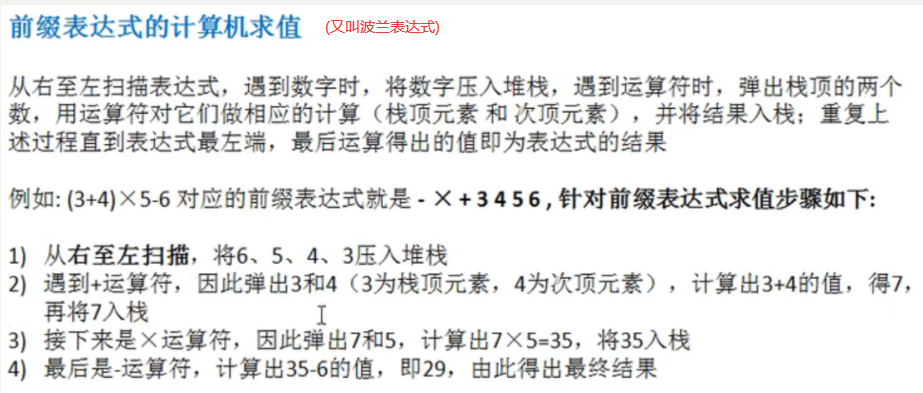 前缀表达式的计算机求值 (又叫波兰表达式)
从右至左扫描表达式，遇到数字时，将数字压入堆栈，遇到运算符时，弹出栈顶的两个
数，用运算符对它们做相应的计算（栈顶元素 和 次顶元素），并将结果入栈；重复上
述过程直到表达式最左端，最后运算得出的值即为表达式的结果
例如: (3+4)×5-6 对应的前缀表达式就是 - × + 3 4 5 6 , 针对前缀表达式求值步骤如下:
1) 从右至左扫描，将6、5、4、3压入堆栈
2) 遇到+运算符，因此弹出3和4（3为栈顶元素，4为次顶元素），计算出3+4的值，得7，
再将7入栈
3) 接下来是×运算符，因此弹出7和5，计算出7×5=35，将35入栈
4) 最后是-运算符，计算出35-6的值，即29，由此得出最终结果